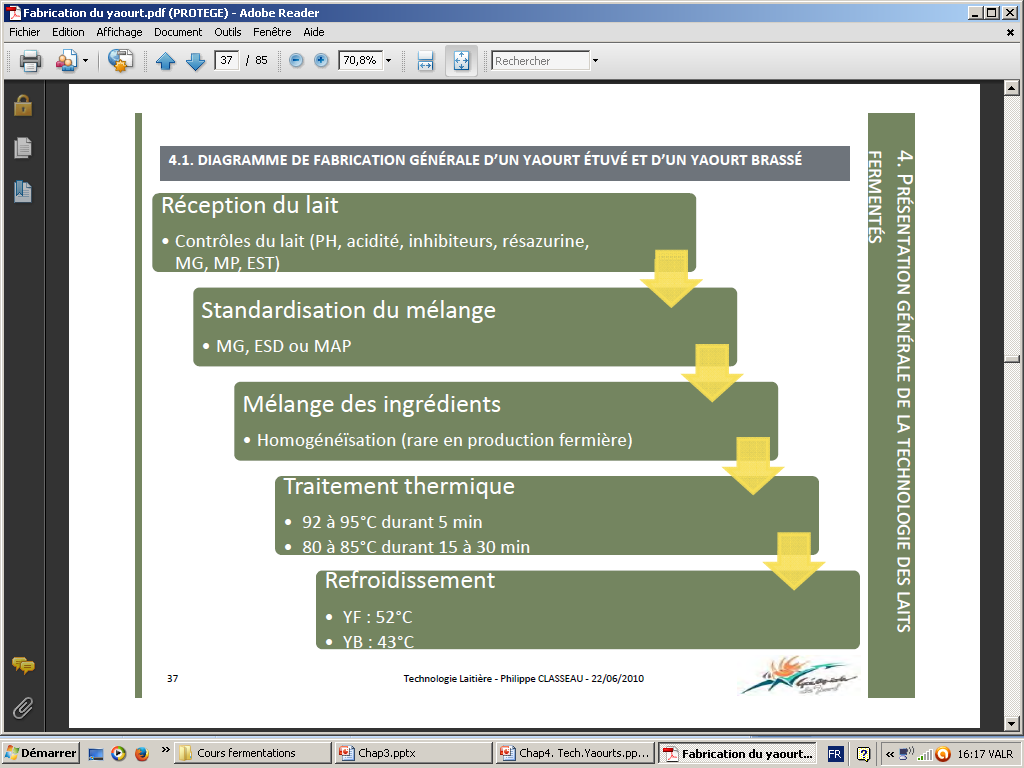 Fabrication du yaourt.pdf (PROTEGE) - Adobe Reader
Fichier Edition Affichage Document Outils Fenêtre Aide
37 / 85 70,8% Rechercher
4.1. DIAGRAMME DE FABRICATION GÉNÉRALE D'UN YAOURT ÉTUVÉ ET D'UN YAOURT BRASSÉ
Réception du lait
• Contrôles du lait (PH, acidité, inhibiteurs, résazurine,
MG, MP, EST)
Standardisation du mélange
• MG, ESD ou MAP
Mélange des ingrédients
• Homogénéïsation (rare en production fermière)
Traitement thermique
• 92 à 95°C durant 5 min
• 80 à 85°C durant 15 à 30 min
Refroidissement
• YF : 52°C
• YB : 43°C
4. PRÉSENTATION GÉNÉRALE DE LA TECHNOLOGIE DES LAITS
FERMENTÉS
37 Technologie Laitière - Philippe CLASSEAU - 22/06/2010
Démarrer » Cours fermentations Chap3.pptx Chap4. Tech.Yaourts.pp... Fabrication du yaourt... FR « 16:17 VALR